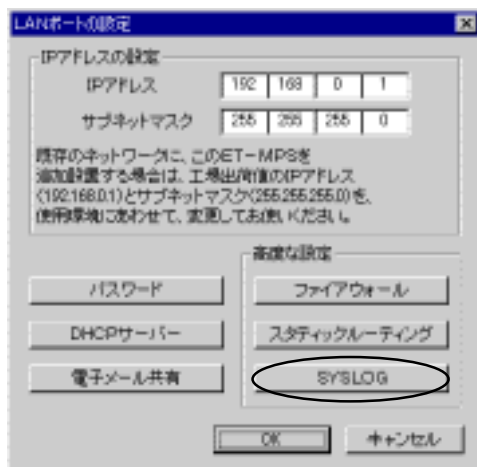 LANポートの設定
IPアドレスの設定
IPアドレス 192 168 0 1
サブネットマスク 255 255 255 0
既存のネットワークに、このET-MPSを
追加設置する場合は、工場出荷値のIPアドレス
(192.168.0.1)とサブネットマスク(255.255.255.0)を、
使用環境にあわせて、変更してお使いください。
高度な設定
パスワード ファイアウォール
DHCPサーバー スタティックルーティング
電子メール共有 SYSLOG
OK キャンセル